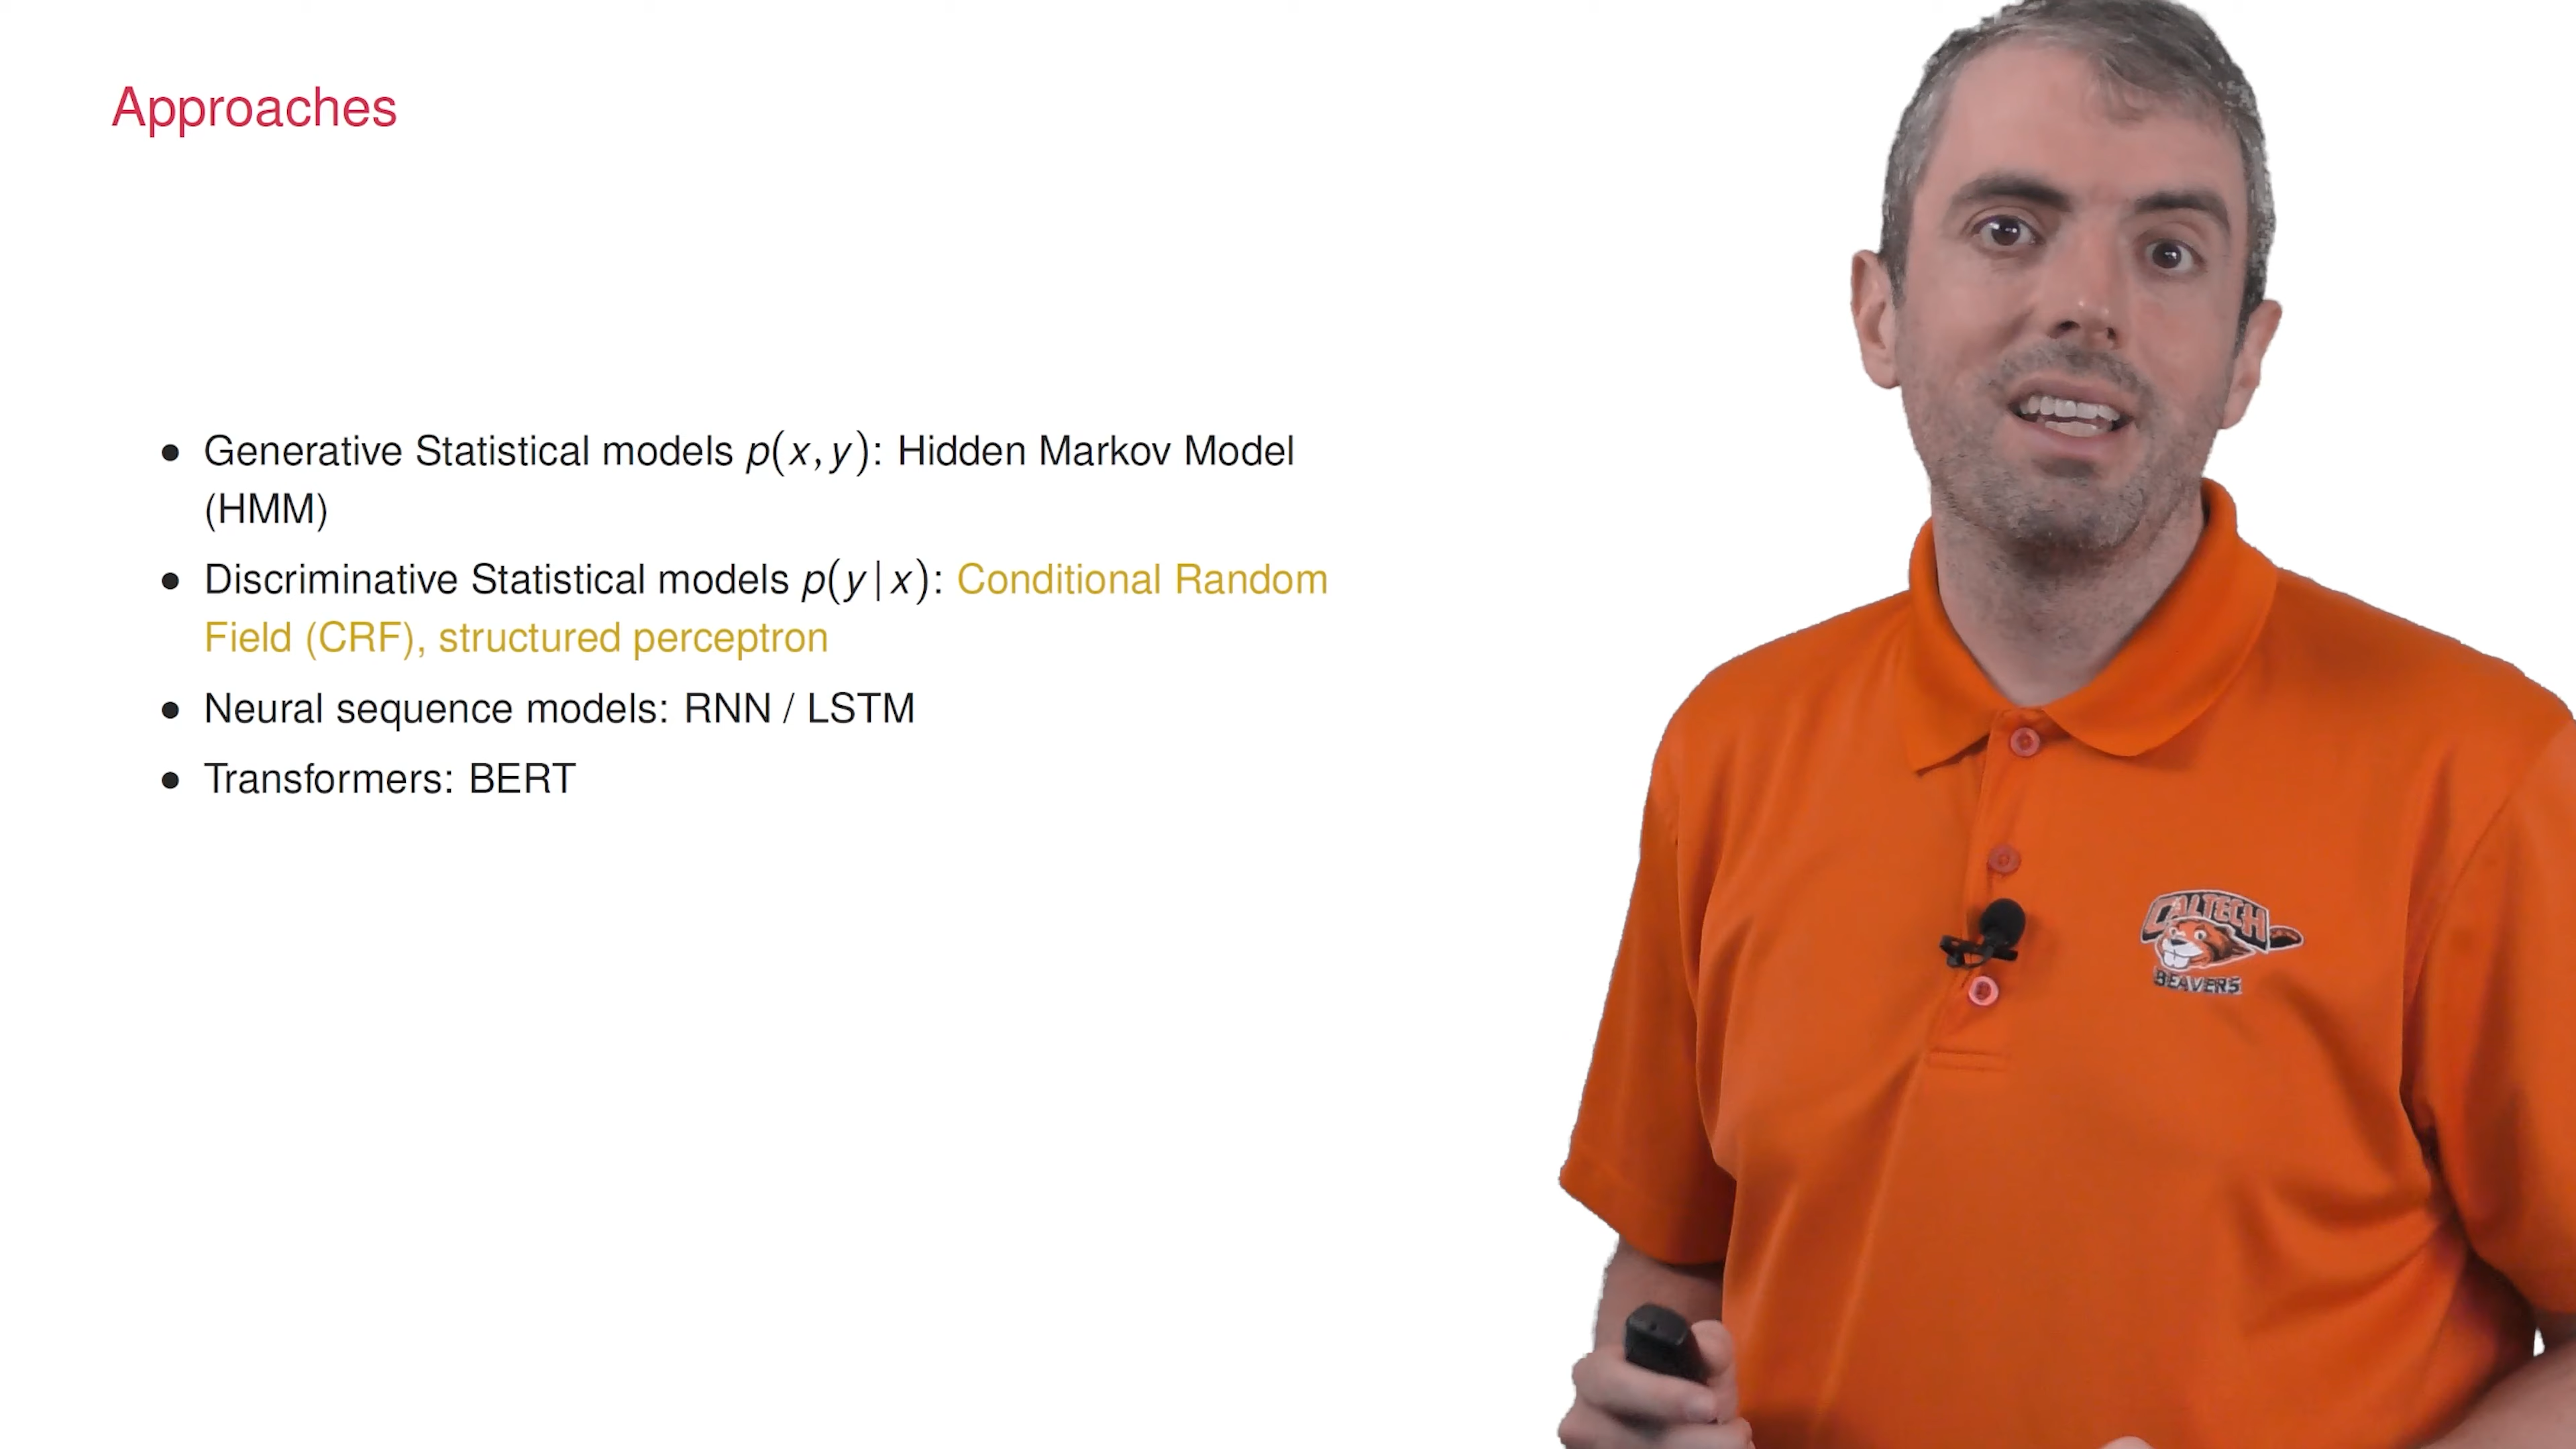 Approaches
• Generative Statistical models p(x, y): Hidden Markov Model
(HMM)
• Discriminative Statistical models p(y | x): Conditional Random
Field (CRF), structured perceptron
• Neural sequence models: RNN / LSTM
• Transformers: BERT
CALTECH
BEAVERS